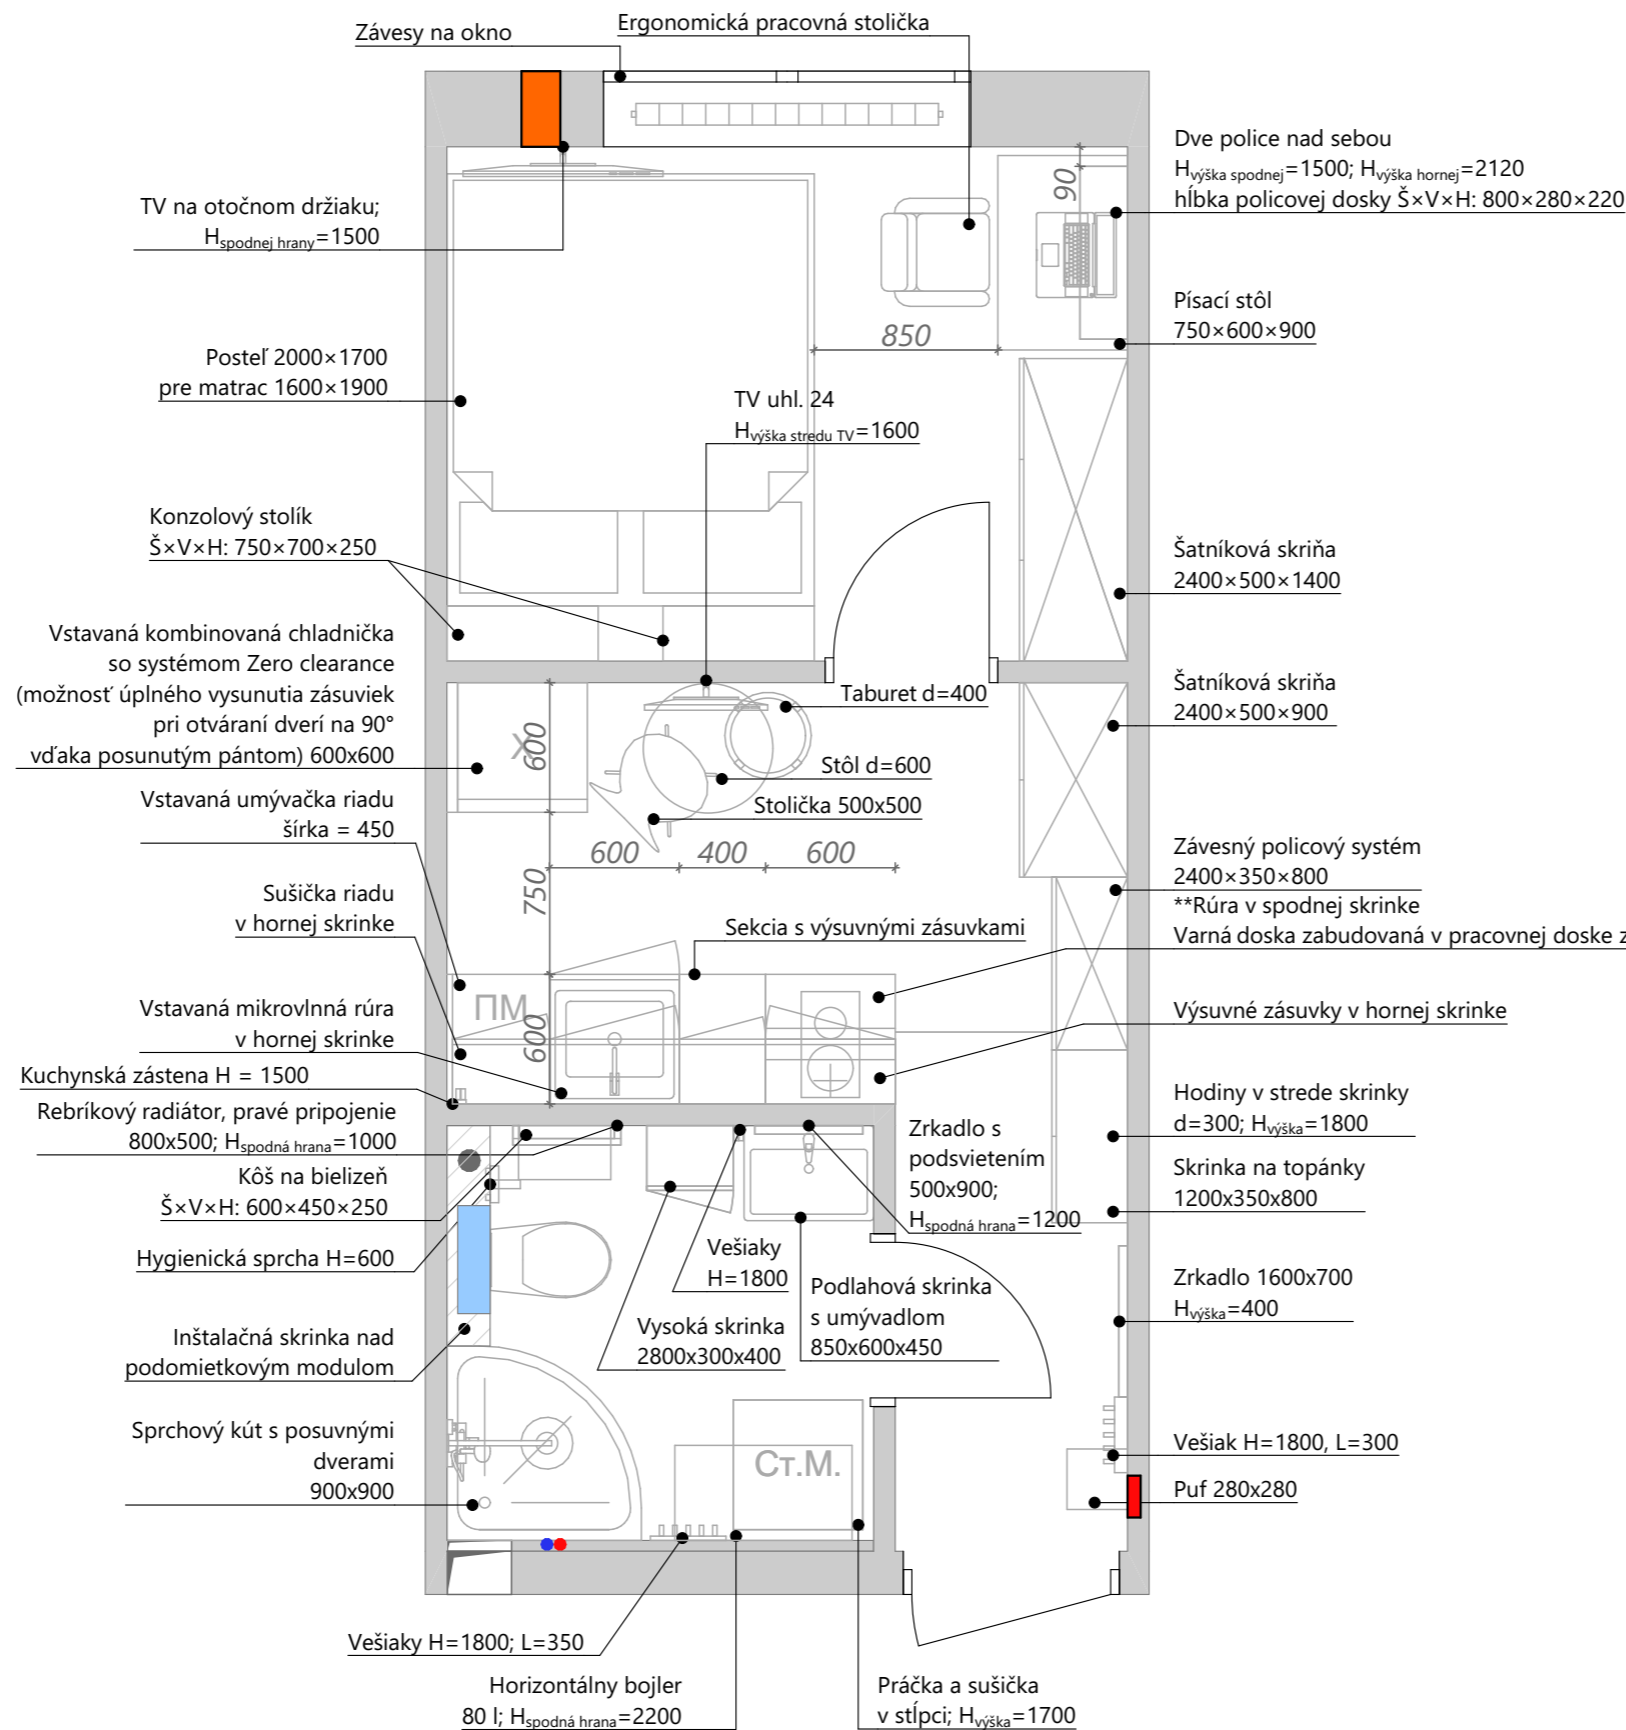 Závesy na okno
Ergonomická pracovná stolička
TV na otočnom držiaku;
Hspodnej hrany=1500
Dve police nad sebou
Hvýška spodnej=1500; Hvýška hornej=2120
hĺbka policovej dosky Š×V×H: 800×280×220
90
Písací stôl
750×600×900
850
Posteľ 2000×1700
pre matrac 1600×1900
TV uhl. 24
Hvýška stredu TV=1600
Konzolový stolík
Š×V×H: 750×700×250
Šatníková skriňa
2400×500×1400
Vstavaná kombinovaná chladnička
so systémom Zero clearance
(možnosť úplného vysunutia zásuviek
pri otváraní dverí na 90°
vďaka posunutým pántom) 600x600
X
600
Taburet d=400
Stôl d=600
Stolička 500x500
Šatníková skriňa
2400×500×900
Vstavaná umývačka riadu
šírka = 450
600
400
600
750
Závesný policový systém
2400×350×800
**Rúra v spodnej skrinke
Varná doska zabudovaná v pracovnej doske z
Sušička riadu
v hornej skrinke
Sekcia s výsuvnými zásuvkami
ПМ
600
Vstavaná mikrovlnná rúra
v hornej skrinke
Výsuvné zásuvky v hornej skrinke
Kuchynská zástena H = 1500
Rebríkový radiátor, pravé pripojenie
800x500; Hspodná hrana=1000
Hodiny v strede skrinky
d=300; Hvýška=1800
Zrkadlo s
podsvietením
500x900;
Hspodná hrana=1200
Kôš na bielizeň
Š×V×H: 600×450×250
Skrinka na topánky
1200x350x800
Hygienická sprcha H=600
Vešiaky
H=1800
Podlahová skrinka
s umývadlom
850x600x450
Zrkadlo 1600x700
Hvýška=400
Inštalačná skrinka nad
podomietkovým modulom
Vysoká skrinka
2800x300x400
Sprchový kút s posuvnými
dverami
900x900
Ст.М.
Vešiak H=1800, L=300
Puf 280x280
Vešiaky H=1800; L=350
Horizontálny bojler
80 l; Hspodná hrana=2200
Práčka a sušička
v stĺpci; Hvýška=1700